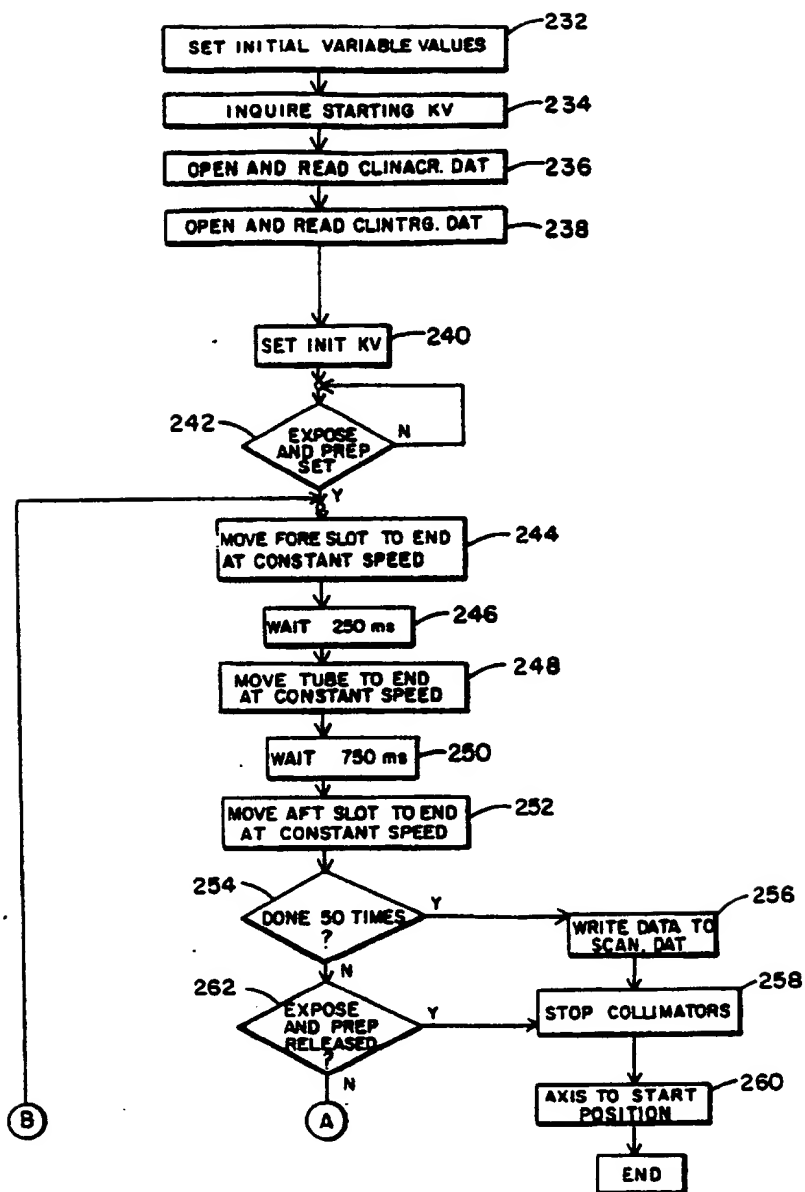 232
SET INITIAL VARIABLE VALUES
234
INQUIRE STARTING KV
236
OPEN AND READ CLINACR. DAT
238
OPEN AND READ CLINTRG. DAT
240
SET INIT KV
242
EXPOSE
AND PREP
SET
N
Y
244
MOVE FORE SLOT TO END
AT CONSTANT SPEED
246
WAIT 250 ms
248
MOVE TUBE TO END
AT CONSTANT SPEED
250
WAIT 750 ms
252
MOVE AFT SLOT TO END
AT CONSTANT SPEED
254
DONE 50 TIMES
?
Y
N
256
WRITE DATA TO
SCAN. DAT
262
EXPOSE
AND PREP
RELEASED
?
Y
N
258
STOP COLLIMATORS
260
AXIS TO START
POSITION
B
A
END